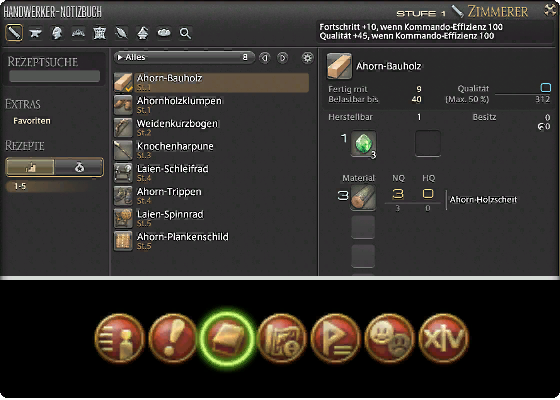 HANDWERKER-NOTIZBUCH
STUFE 1 ZIMMERER
Fortschritt +10, wenn Kommando-Effizienz 100
Qualität +45, wenn Kommando-Effizienz 100
REZEPTSUCHE
EXTRAS
Favoriten
REZEPTE
1-5
Alles 8
Ahorn-Bauholz
St.1
Ahornholzklumpen
St.1
Weidenkurzbogen
St.2
Knochenharpune
St.3
Laien-Schleifrad
St.4
Ahorn-Trippen
St.4
Laien-Spinnrad
St.5
Ahorn-Plankenschild
St.5
Ahorn-Bauholz
Fertig mit 9 Qualität
Belastbar bis 40 (Max. 50 %) 312
Herstellbar 1 Besitz 0
0
1 3
Material NQ HQ
3 3 0 Ahorn-Holzscheit
3 0
XIV